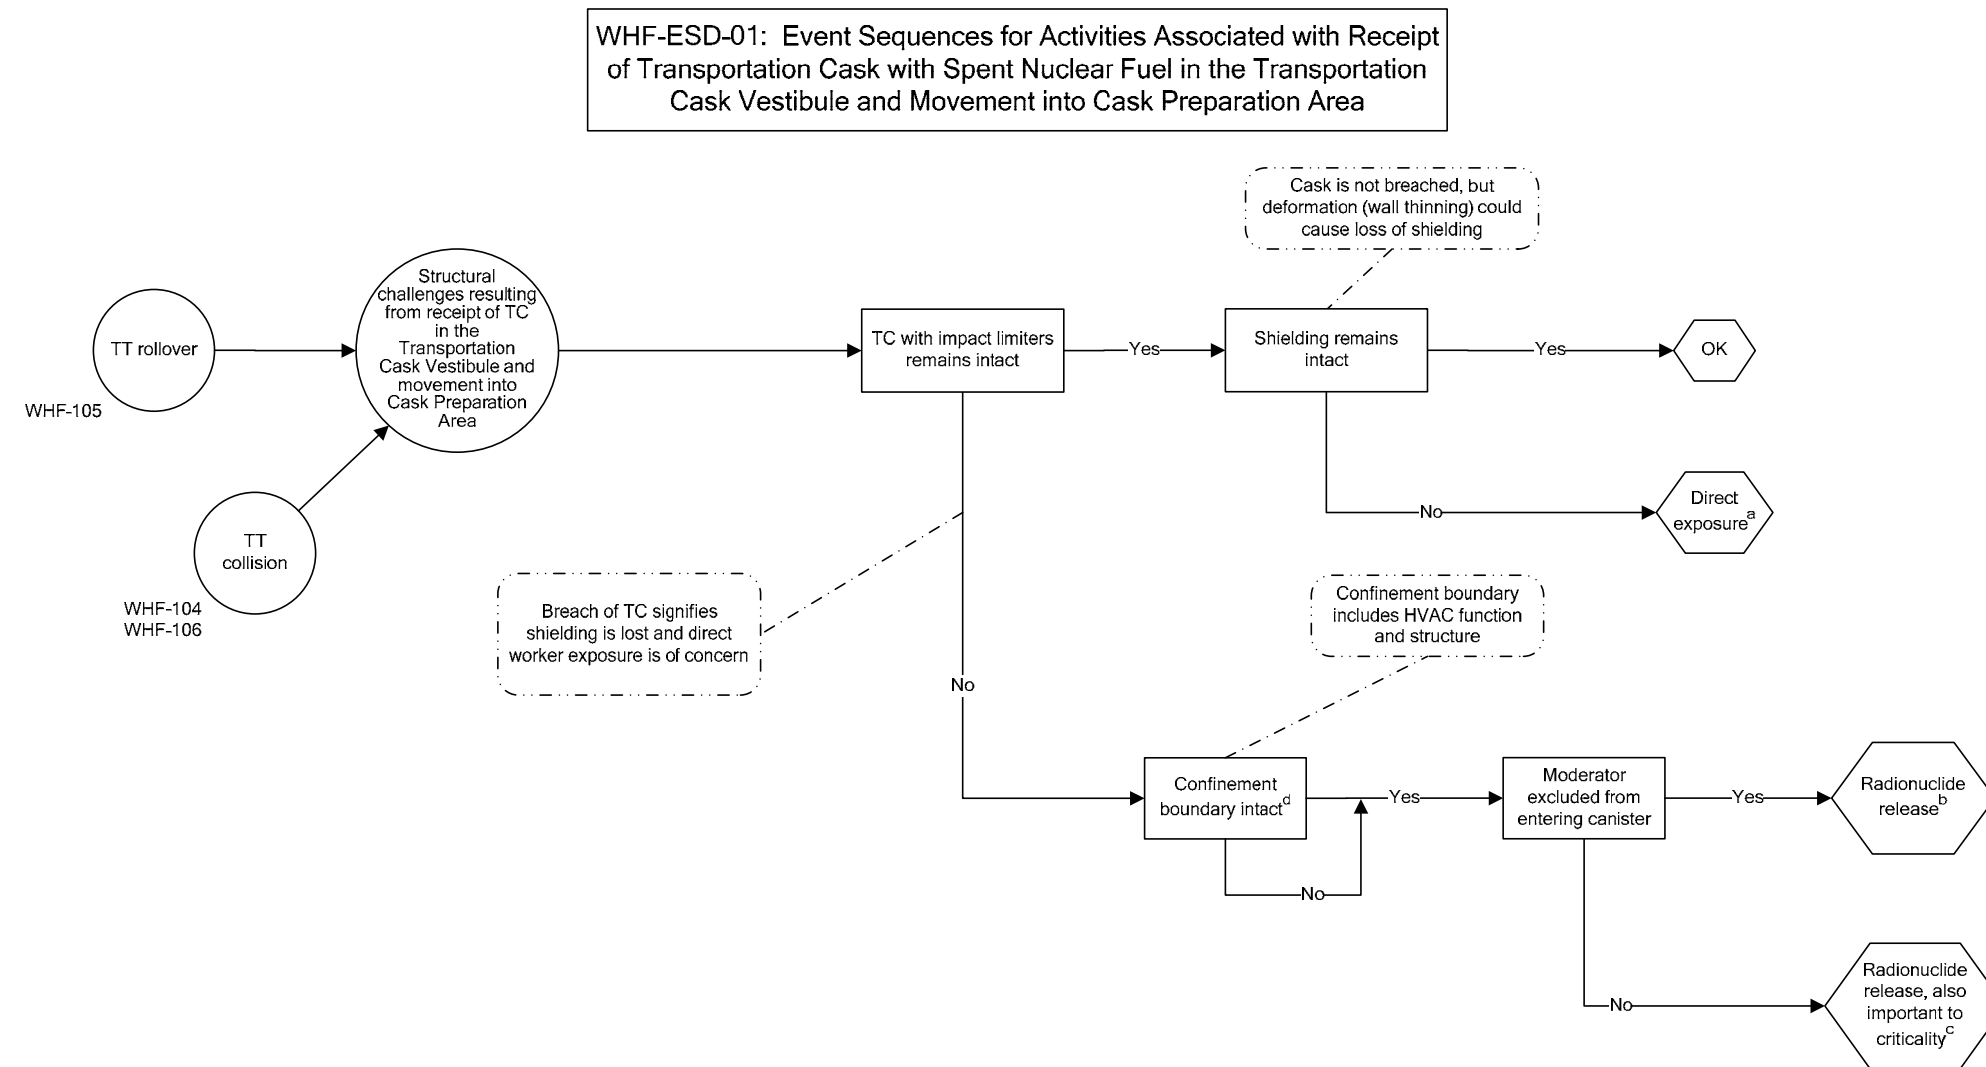 WHF-ESD-01: Event Sequences for Activities Associated with Receipt
of Transportation Cask with Spent Nuclear Fuel in the Transportation
Cask Vestibule and Movement into Cask Preparation Area
Cask is not breached, but
deformation (wall thinning) could
cause loss of shielding
TT rollover
WHF-105
Structural
challenges resulting
from receipt of TC
in the
Transportation
Cask Vestibule and
movement into
Cask Preparation
Area
TC with impact limiters
remains intact
Yes
Shielding remains
intact
Yes
OK
No
Direct
exposureᵃ
TT
collision
WHF-104
WHF-106
Breach of TC signifies
shielding is lost and direct
worker exposure is of concern
Confinement boundary
includes HVAC function
and structure
No
Confinement
boundary intactᵈ
Yes
No
Moderator
excluded from
entering canister
Yes
Radionuclide
releaseᵇ
No
Radionuclide
release, also
important to
criticalityᶜ